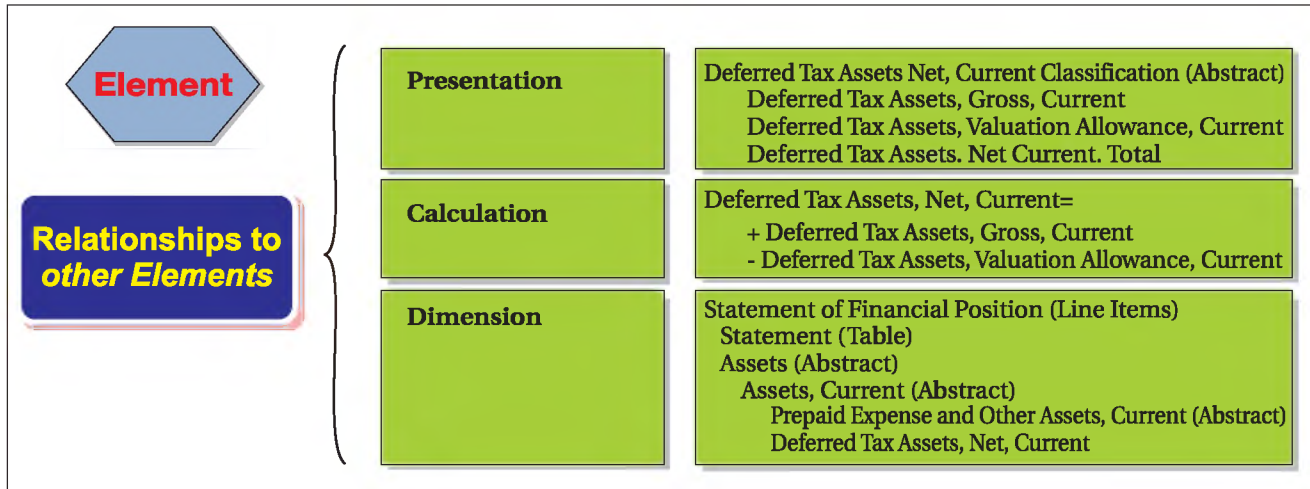 Element
Relationships to
other Elements
Presentation
Deferred Tax Assets Net, Current Classification (Abstract)
Deferred Tax Assets, Gross, Current
Deferred Tax Assets, Valuation Allowance, Current
Deferred Tax Assets. Net Current. Total
Calculation
Deferred Tax Assets, Net, Current=
+ Deferred Tax Assets, Gross, Current
- Deferred Tax Assets, Valuation Allowance, Current
Dimension
Statement of Financial Position (Line Items)
Statement (Table)
Assets (Abstract)
Assets, Current (Abstract)
Prepaid Expense and Other Assets, Current (Abstract)
Deferred Tax Assets, Net, Current